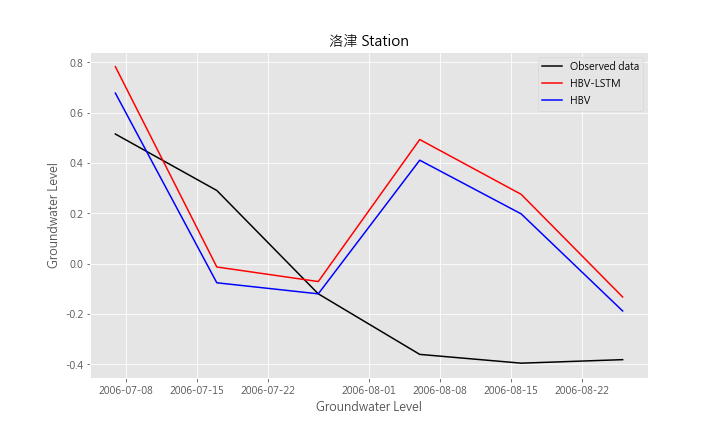 洛津 Station
Observed data
HBV-LSTM
HBV
Groundwater Level
0.8
0.6
0.4
0.2
0.0
-0.2
-0.4
2006-07-08 2006-07-15 2006-07-22 2006-08-01 2006-08-08 2006-08-15 2006-08-22
Groundwater Level